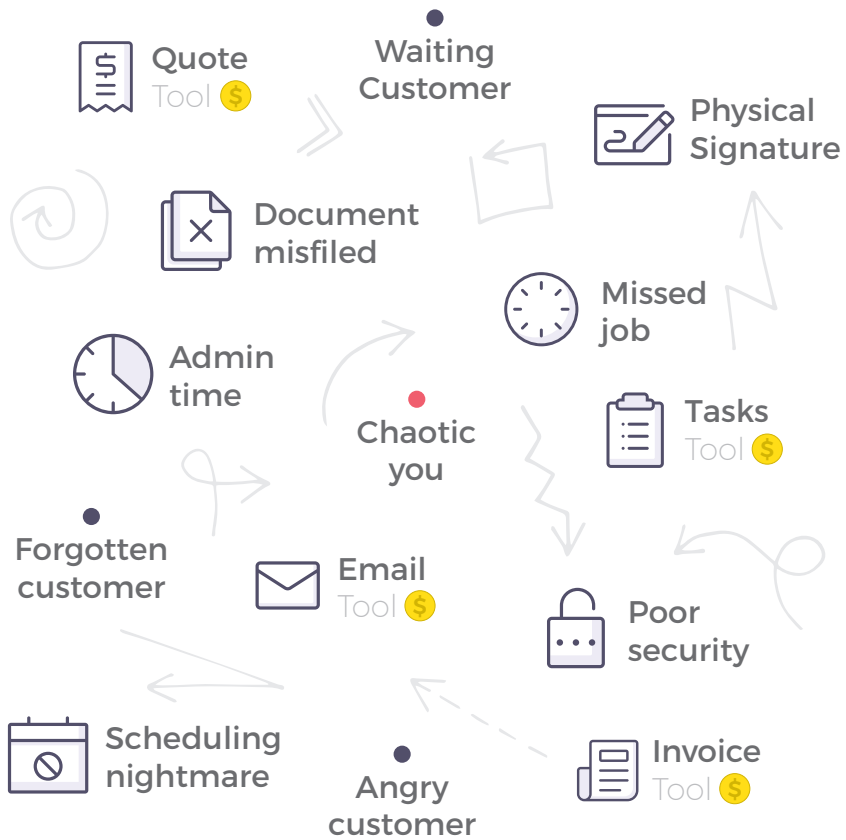 Quote
Tool $
Waiting
Customer
Physical
Signature
Document
misfiled
Missed
job
Admin
time
Tasks
Tool $
Chaotic
you
Forgotten
customer
Email
Tool $
Poor
security
Scheduling
nightmare
Angry
customer
Invoice
Tool $